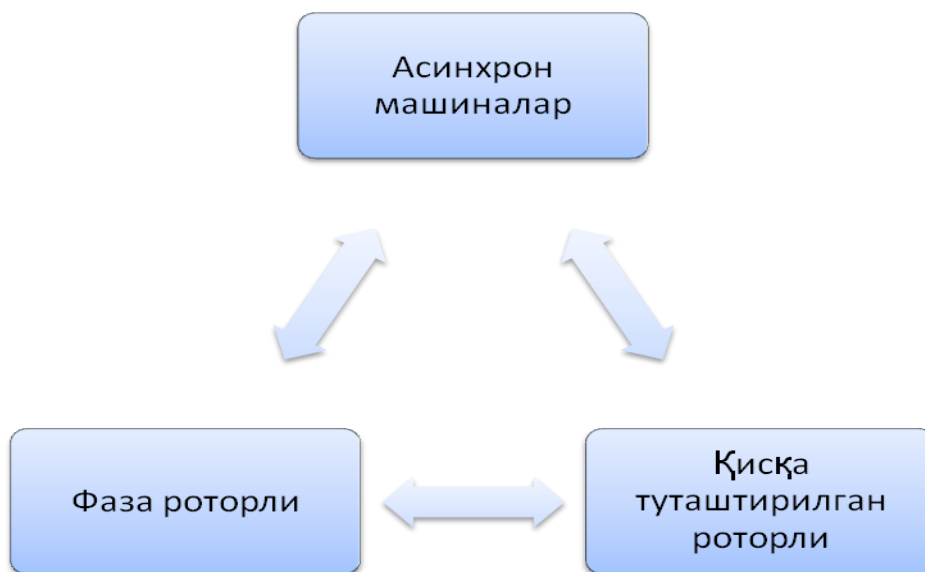 Асинхрон
машиналар
Фаза роторли
Қисқа
туташтирилган
роторли